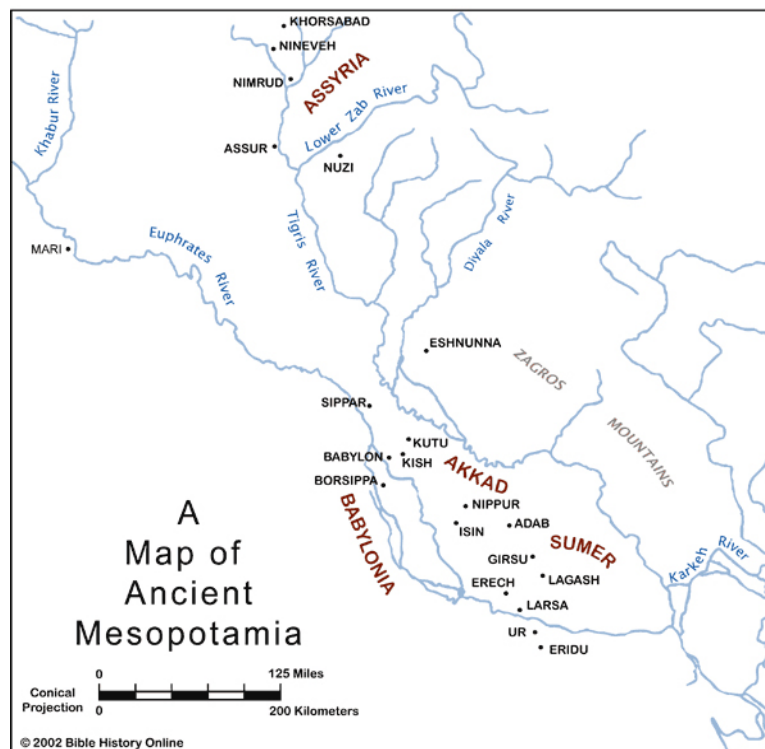 KHORSABAD
NINEVEH
NIMRUD
ASSYRIA
Khabur River
Lower Zab River
ASSUR
NUZI
Tigris River
Diyala River
Euphrates River
MARI
ESHNUNNA
ZAGROS
MOUNTAINS
SIPPAR
KUTU
BABYLON
KISH
AKKAD
BORSIPPA
BABYLONIA
NIPPUR
ISIN
ADAB
SUMER
GIRSU
LAGASH
ERECH
LARSA
UR
ERIDU
Karkeh River
A
Map of
Ancient
Mesopotamia
0 125 Miles
Conical
Projection
0 200 Kilometers
© 2002 Bible History Online